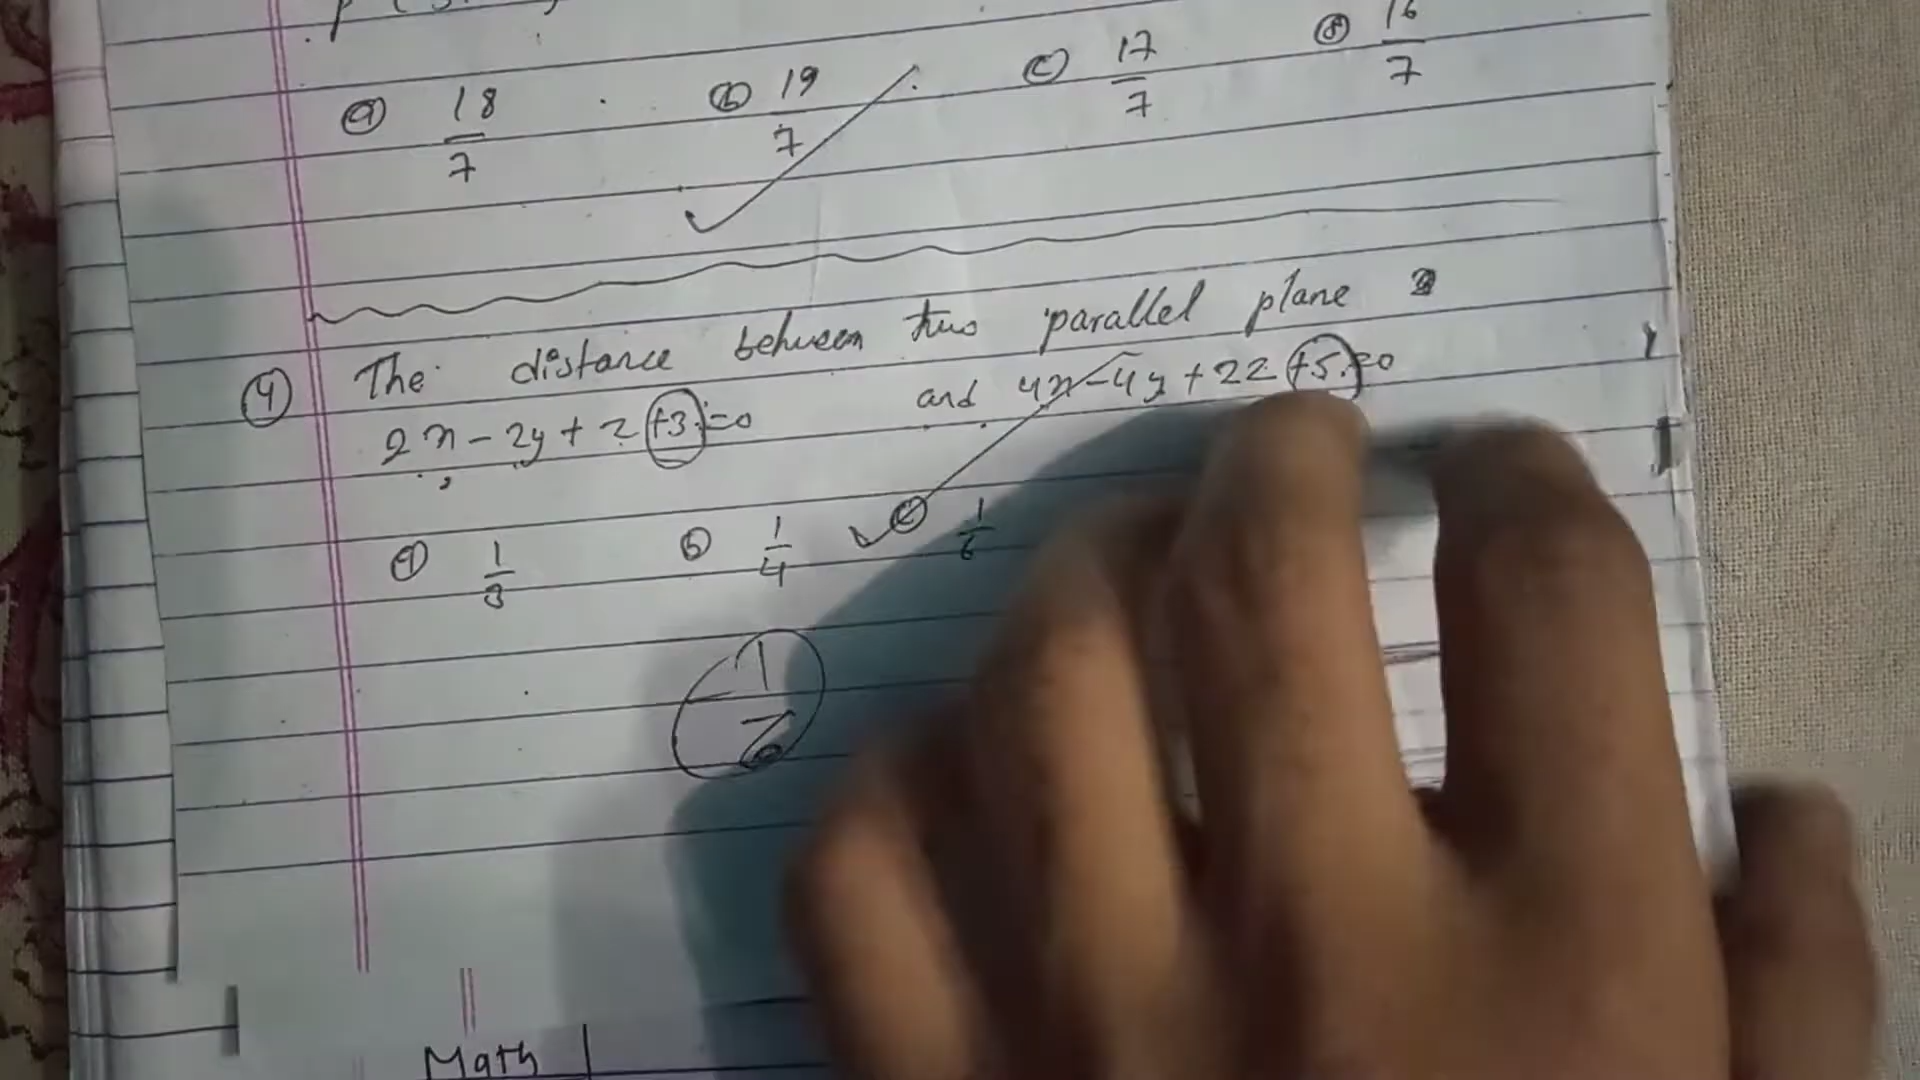 (a) 18/7 (b) 19/7 (c) 17/7 (d) 16/7
(4) The distance between two parallel plane
2x - 2y + z + 3 = 0 and 4x - 4y + 2z + 5 = 0
(a) 1/3 (b) 1/4 (c) 1/6
1/6
Math